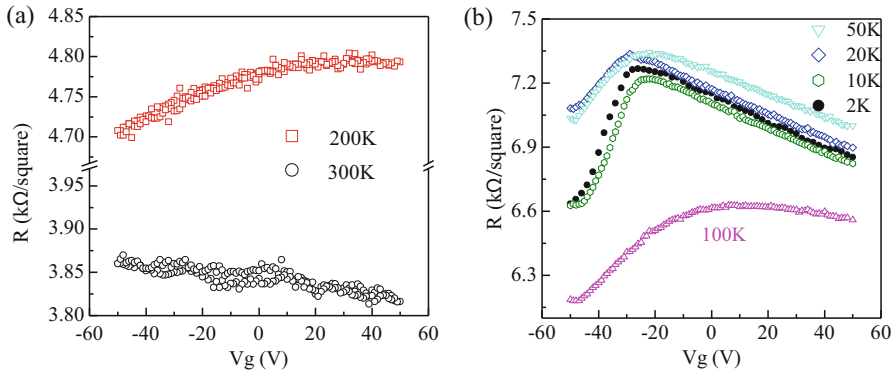 (a)
4.80
4.75
4.70
3.95
3.90
3.85
3.80
R (kΩ/square)
200K
300K
-60 -40 -20 0 20 40 60
Vg (V)
(b)
7.5
7.2
6.9
6.6
6.3
R (kΩ/square)
50K
20K
10K
2K
100K
-60 -40 -20 0 20 40 60
Vg (V)